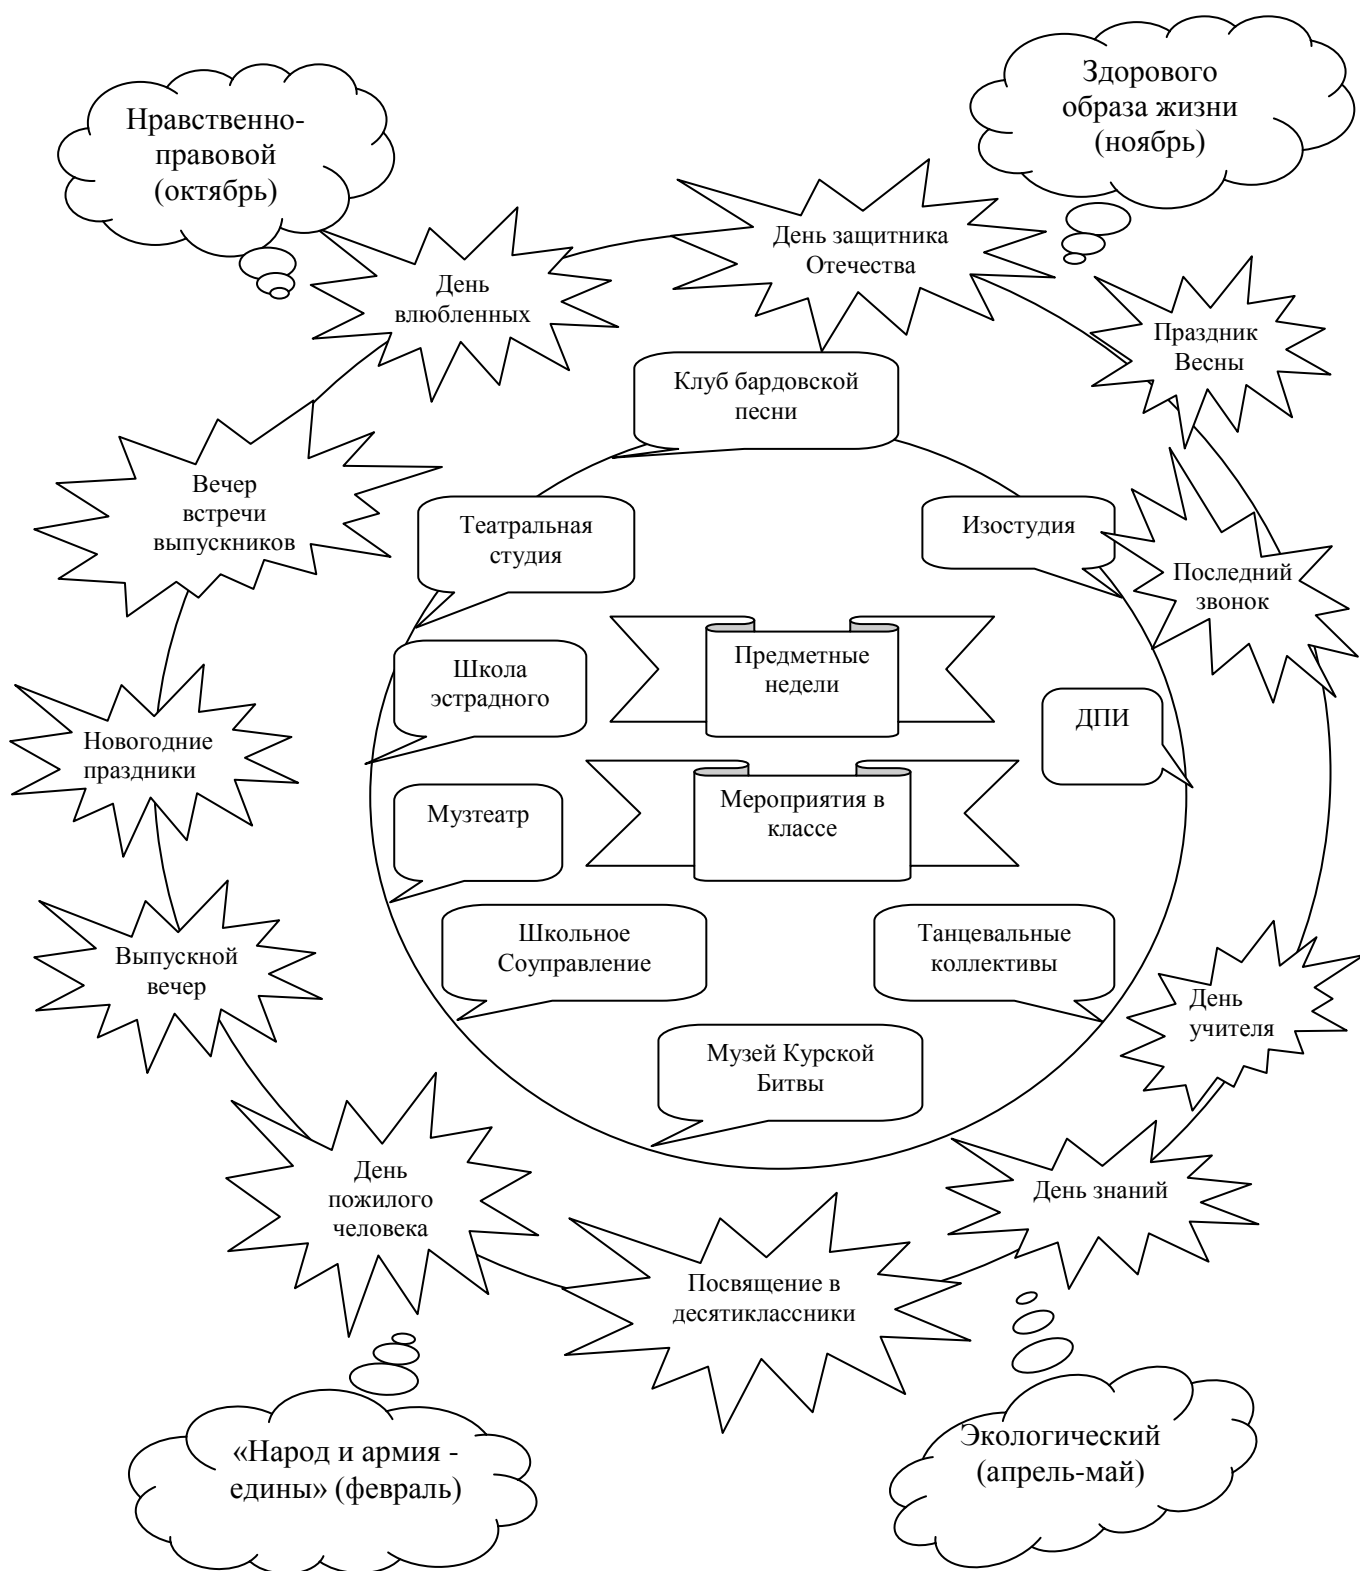 Нравственно-
правовой
(октябрь)
Здорового
образа жизни
(ноябрь)
День
влюбленных
День защитника
Отечества
Праздник
Весны
Клуб бардовской
песни
Вечер
встречи
выпускников
Театральная
студия
Изостудия
Последний
звонок
Школа
эстрадного
Предметные
недели
ДПИ
Новогодние
праздники
Музтеатр
Мероприятия в
классе
Выпускной
вечер
Школьное
Соуправление
Танцевальные
коллективы
День
учителя
Музей Курской
Битвы
День
пожилого
человека
День знаний
Посвящение в
десятиклассники
«Народ и армия -
едины» (февраль)
Экологический
(апрель-май)